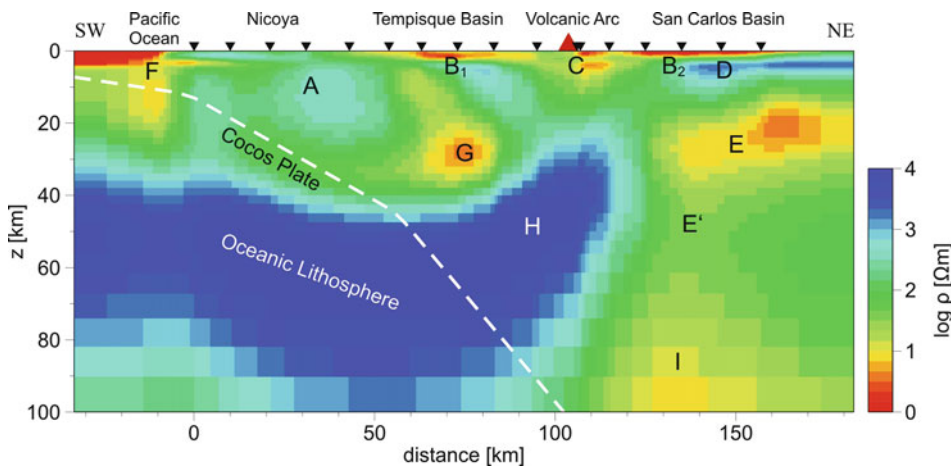 Pacific
Ocean
Nicoya
Tempisque Basin
Volcanic Arc
San Carlos Basin
SW
NE
0
20
40
60
80
100
z [km]
F
A
B₁
C
B₂
D
G
E
Cocos Plate
H
E‘
Oceanic Lithosphere
I
0
50
100
150
distance [km]
4
3
2
1
0
log ρ [Ωm]